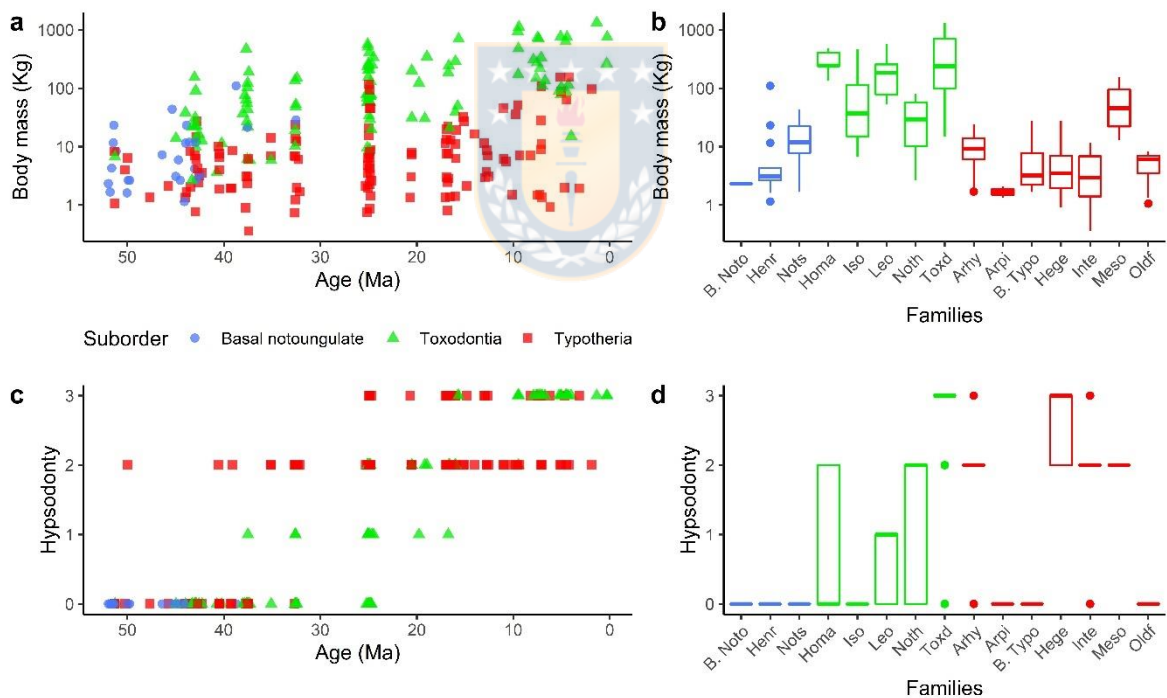 a
Body mass (Kg)
1000
100
10
1
50
40
30
20
10
0
Age (Ma)
b
Body mass (Kg)
1000
100
10
1
B. Noto
Henr
Nots
Homa
Iso
Leo
Noth
Toxd
Arhy
Arpi
B. Typo
Hege
Inte
Meso
Oldf
Families
Suborder Basal notoungulate Toxodontia Typotheria
c
Hypsodonty
3
2
1
0
50
40
30
20
10
0
Age (Ma)
d
Hypsodonty
3
2
1
0
B. Noto
Henr
Nots
Homa
Iso
Leo
Noth
Toxd
Arhy
Arpi
B. Typo
Hege
Inte
Meso
Oldf
Families